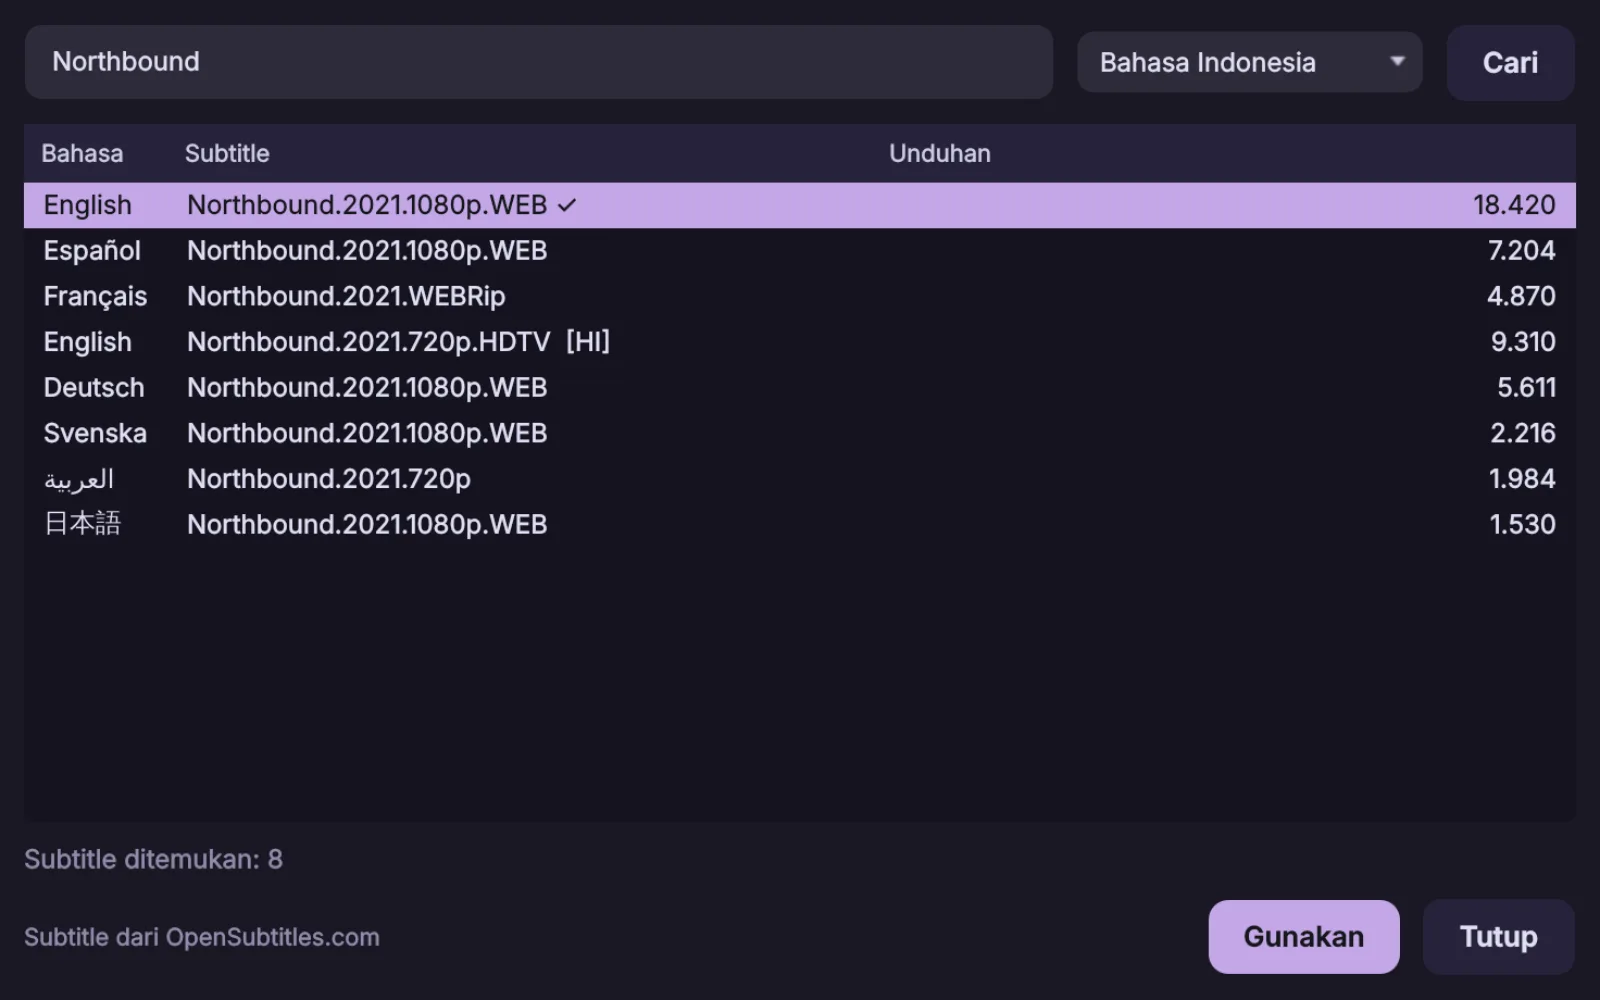 Northbound
Bahasa Indonesia
Cari
Bahasa Subtitle Unduhan
English Northbound.2021.1080p.WEB ✓ 18.420
Español Northbound.2021.1080p.WEB 7.204
Français Northbound.2021.WEBRip 4.870
English Northbound.2021.720p.HDTV [HI] 9.310
Deutsch Northbound.2021.1080p.WEB 5.611
Svenska Northbound.2021.1080p.WEB 2.216
العربية Northbound.2021.720p 1.984
日本語 Northbound.2021.1080p.WEB 1.530
Subtitle ditemukan: 8
Subtitle dari OpenSubtitles.com
Gunakan
Tutup